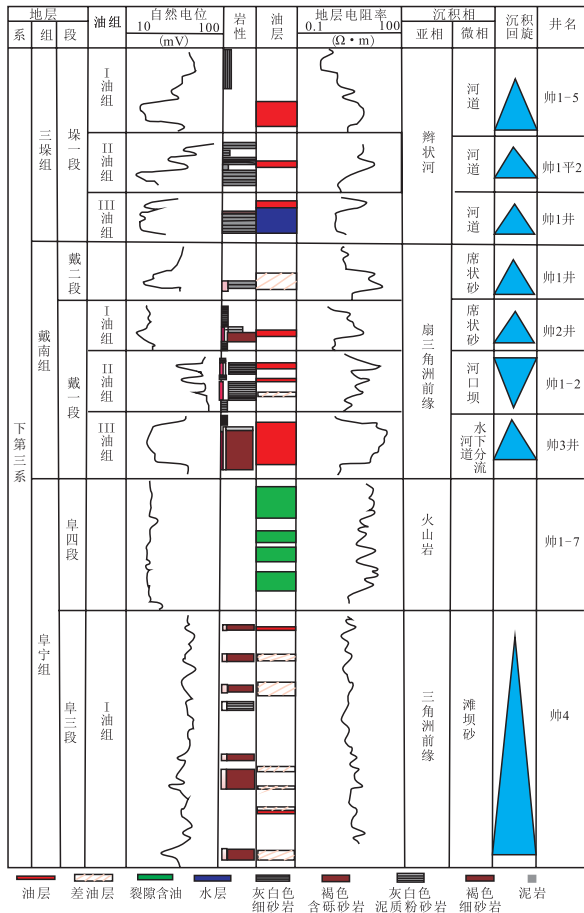 地层
系 组 段
油组
自然电位
10 100
(mV)
岩性
油层
地层电阻率
0.1 100
(Ω·m)
沉积相
亚相 微相
沉积回旋
井名
下第三系
三垛组
垛一段
I油组
辫状河
河道
帅1-5
II油组
河道
帅1平2
III油组
河道
帅1井
戴南组
戴二段
扇三角洲前缘
席状砂
帅1井
戴一段
I油组
席状砂
帅2井
II油组
河口坝
帅1-2
III油组
水下分流河道
帅3井
阜宁组
阜四段
火山岩
帅1-7
阜三段
I油组
三角洲前缘
滩坝砂
帅4
油层
差油层
裂隙含油
水层
灰白色
细砂岩
褐色
含砾砂岩
灰白色
泥质粉砂岩
褐色
细砂岩
泥岩